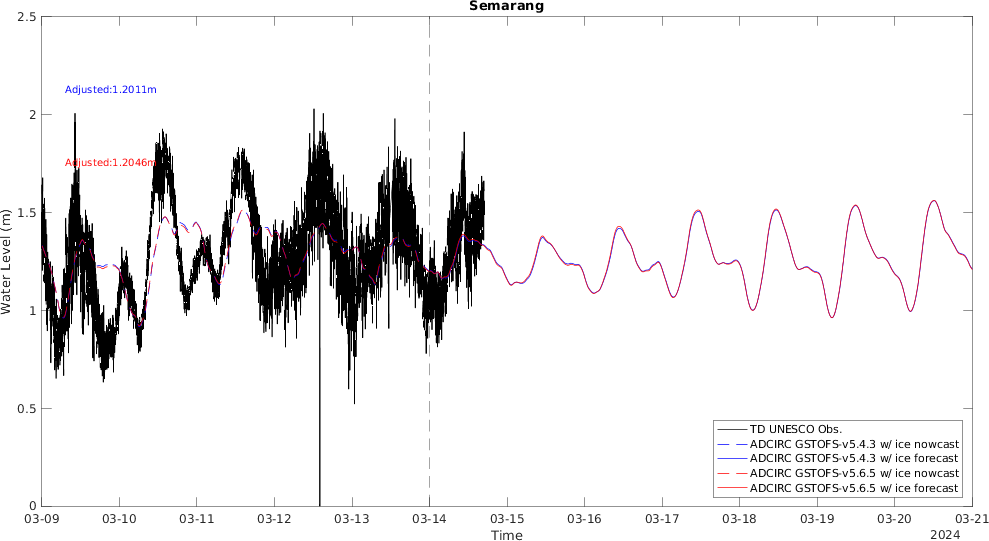 Semarang
2.5
2
1.5
1
0.5
0
Water Level (m)
Adjusted:1.2011m
Adjusted:1.2046m
TD UNESCO Obs.
ADCIRC GSTOFS-v5.4.3 w/ ice nowcast
ADCIRC GSTOFS-v5.4.3 w/ ice forecast
ADCIRC GSTOFS-v5.6.5 w/ ice nowcast
ADCIRC GSTOFS-v5.6.5 w/ ice forecast
03-09 03-10 03-11 03-12 03-13 03-14 03-15 03-16 03-17 03-18 03-19 03-20 03-21
Time
2024